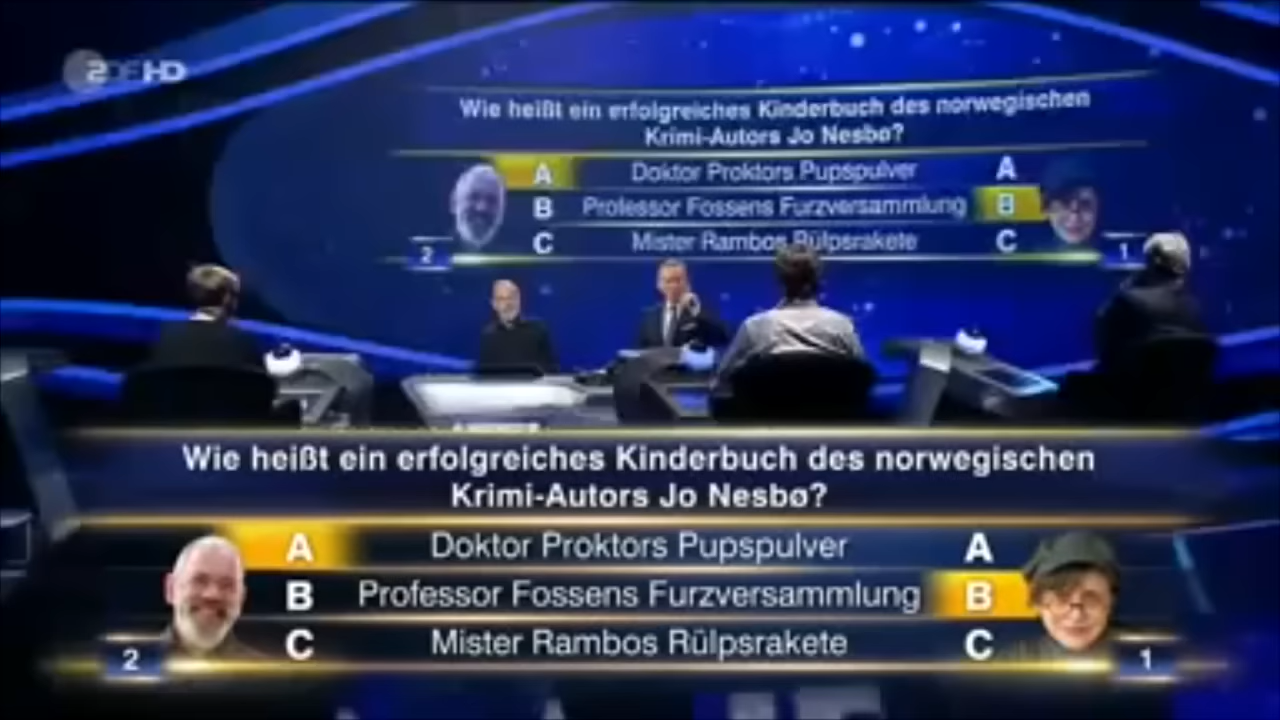 ZDFHD
Wie heißt ein erfolgreiches Kinderbuch des norwegischen
Krimi-Autors Jo Nesbø?
A Doktor Proktors Pupspulver A
B Professor Fossens Furzversammlung B
C Mister Rambos Rülpsrakete C
2 1
Wie heißt ein erfolgreiches Kinderbuch des norwegischen
Krimi-Autors Jo Nesbø?
A Doktor Proktors Pupspulver A
B Professor Fossens Furzversammlung B
C Mister Rambos Rülpsrakete C
2 1